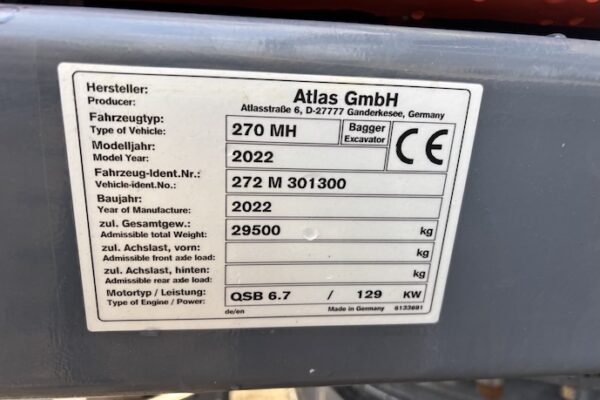 Hersteller: Atlas GmbH
Producer: Atlasstraße 6, D-27777 Ganderkesee, Germany
Fahrzeugtyp:
Type of Vehicle: 270 MH Bagger
Excavator CE
Modelljahr:
Model Year: 2022
Fahrzeug-Ident.Nr.:
Vehicle-ident.No.: 272 M 301300
Baujahr:
Year of Manufacture: 2022
zul. Gesamtgew.:
Admissible total Weight: 29500 kg
zul. Achslast, vorn:
Admissible front axle load: kg
zul. Achslast, hinten:
Admissible rear axle load: kg
Motortyp / Leistung:
Type of Engine / Power: QSB 6.7 / 129 KW
de/en Made in Germany 6133691